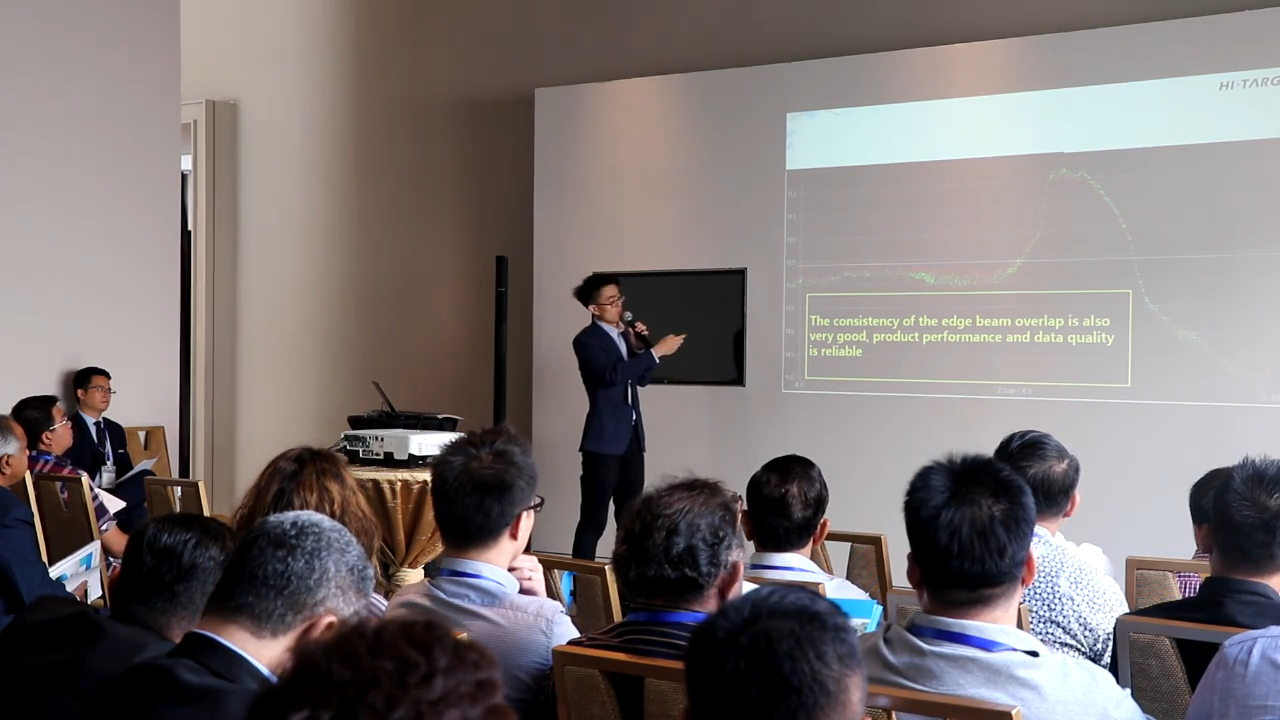 HI-TARG
The consistency of the edge beam overlap is also
very good, product performance and data quality
is reliable